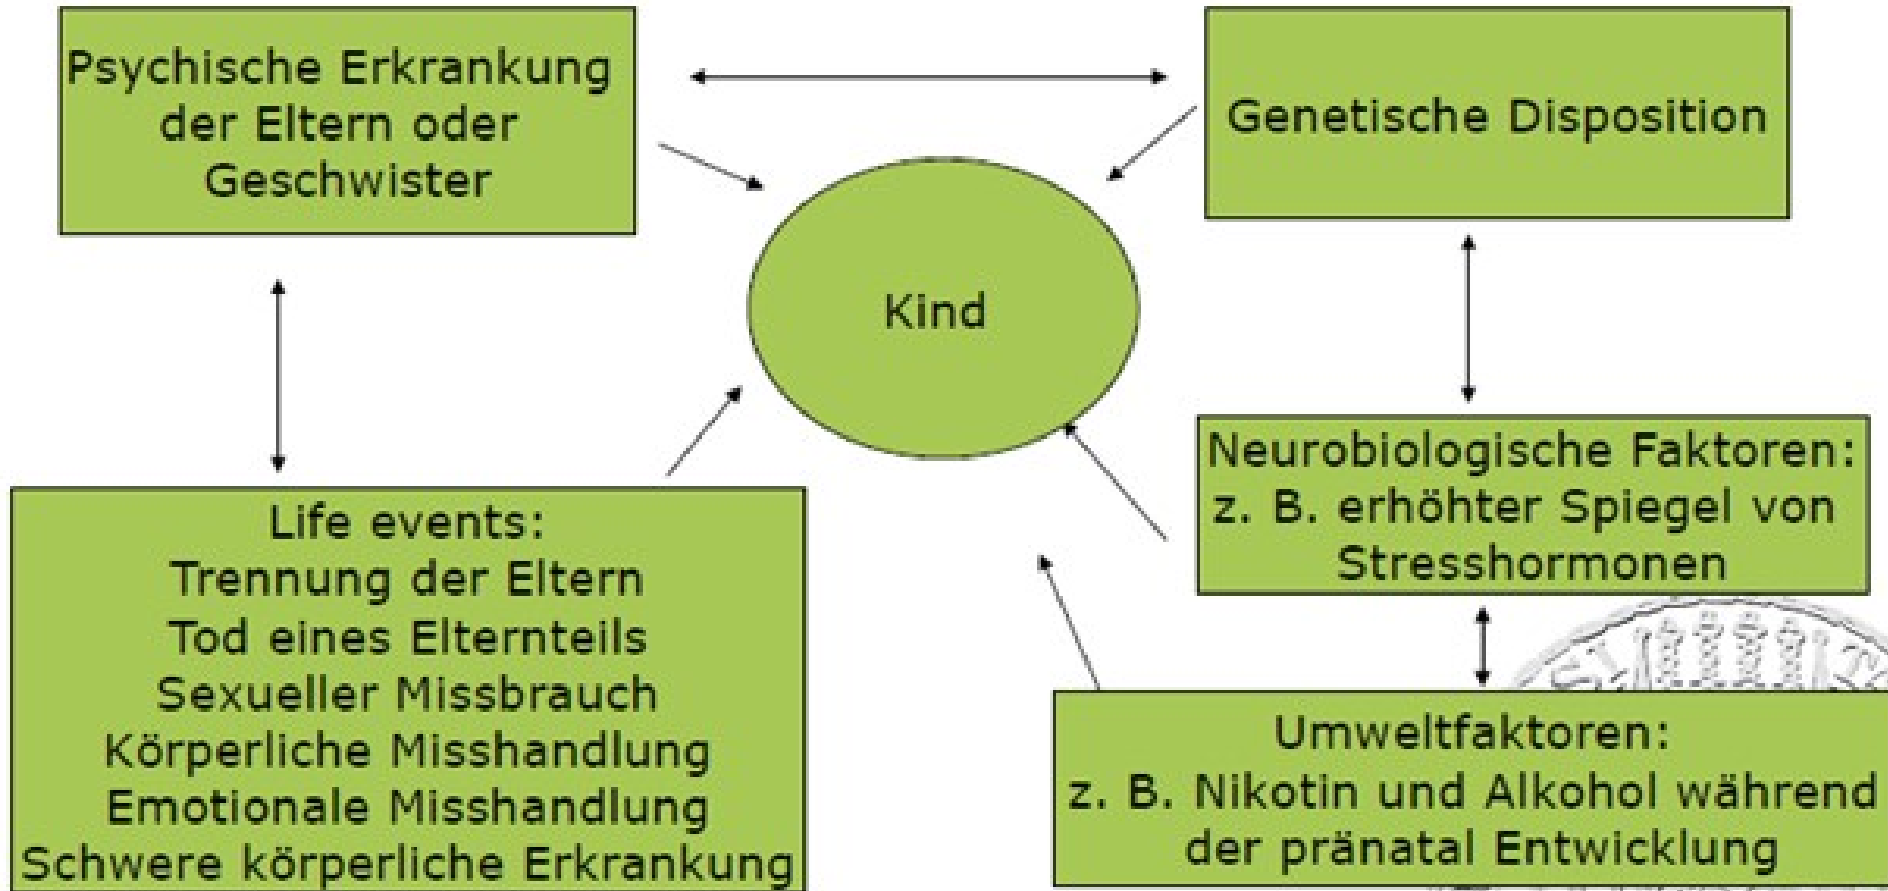 Psychische Erkrankung
der Eltern oder
Geschwister
Genetische Disposition
Kind
Neurobiologische Faktoren:
z. B. erhöhter Spiegel von
Stresshormonen
Life events:
Trennung der Eltern
Tod eines Elternteils
Sexueller Missbrauch
Körperliche Misshandlung
Emotionale Misshandlung
Schwere körperliche Erkrankung
Umweltfaktoren:
z. B. Nikotin und Alkohol während
der pränatal Entwicklung